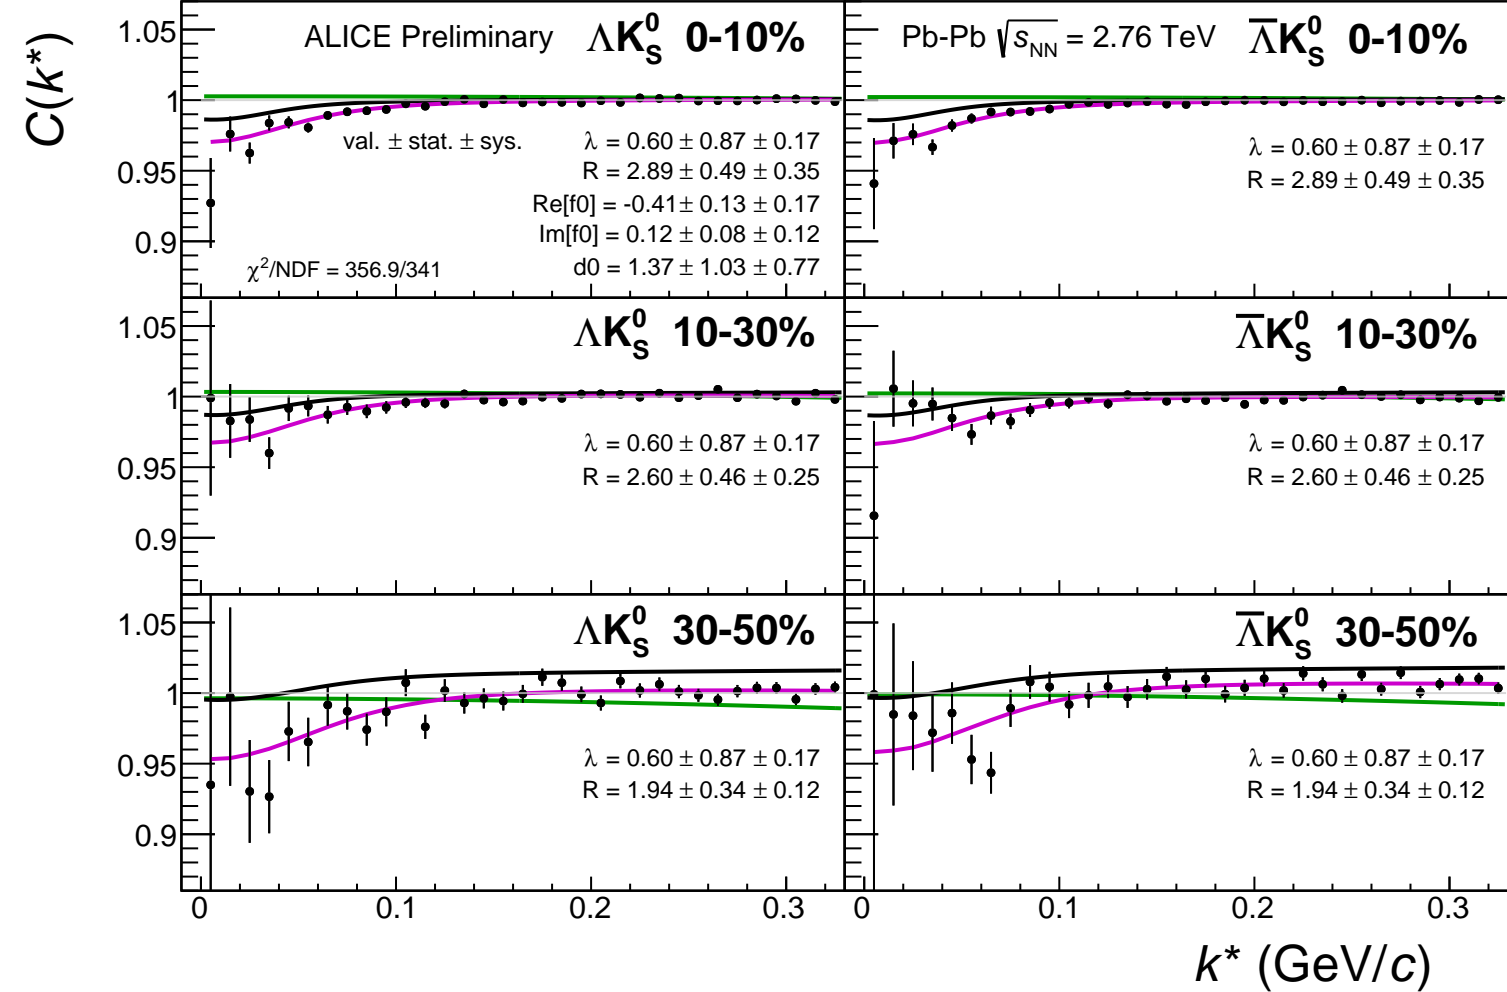 C(k*)
ALICE Preliminary ΛK⁰S 0-10%
1.05
1
0.95
0.9
val. ± stat. ± sys.
λ = 0.60 ± 0.87 ± 0.17
R = 2.89 ± 0.49 ± 0.35
Re[f0] = -0.41 ± 0.13 ± 0.17
Im[f0] = 0.12 ± 0.08 ± 0.12
d0 = 1.37 ± 1.03 ± 0.77
χ²/NDF = 356.9/341
Pb-Pb √sNN = 2.76 TeV Λ̅K⁰S 0-10%
λ = 0.60 ± 0.87 ± 0.17
R = 2.89 ± 0.49 ± 0.35
ΛK⁰S 10-30%
1.05
1
0.95
0.9
λ = 0.60 ± 0.87 ± 0.17
R = 2.60 ± 0.46 ± 0.25
Λ̅K⁰S 10-30%
λ = 0.60 ± 0.87 ± 0.17
R = 2.60 ± 0.46 ± 0.25
ΛK⁰S 30-50%
1.05
1
0.95
0.9
λ = 0.60 ± 0.87 ± 0.17
R = 1.94 ± 0.34 ± 0.12
Λ̅K⁰S 30-50%
λ = 0.60 ± 0.87 ± 0.17
R = 1.94 ± 0.34 ± 0.12
0 0.1 0.2 0.3 0 0.1 0.2 0.3
k* (GeV/c)